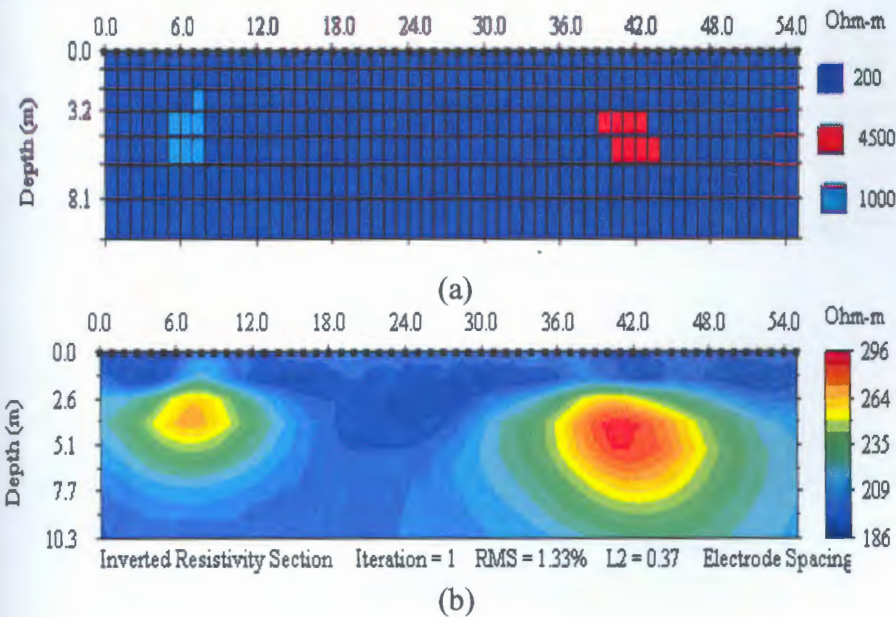 0.0 6.0 12.0 18.0 24.0 30.0 36.0 42.0 48.0 54.0 Ohm-m
0.0
3.2
8.1
Depth (m)
200
4500
1000
(a)
0.0 6.0 12.0 18.0 24.0 30.0 36.0 42.0 48.0 54.0 Ohm-m
0.0
2.6
5.1
7.7
10.3
Depth (m)
296
264
235
209
186
Inverted Resistivity Section Iteration = 1 RMS = 1.33% L2 = 0.37 Electrode Spacing
(b)